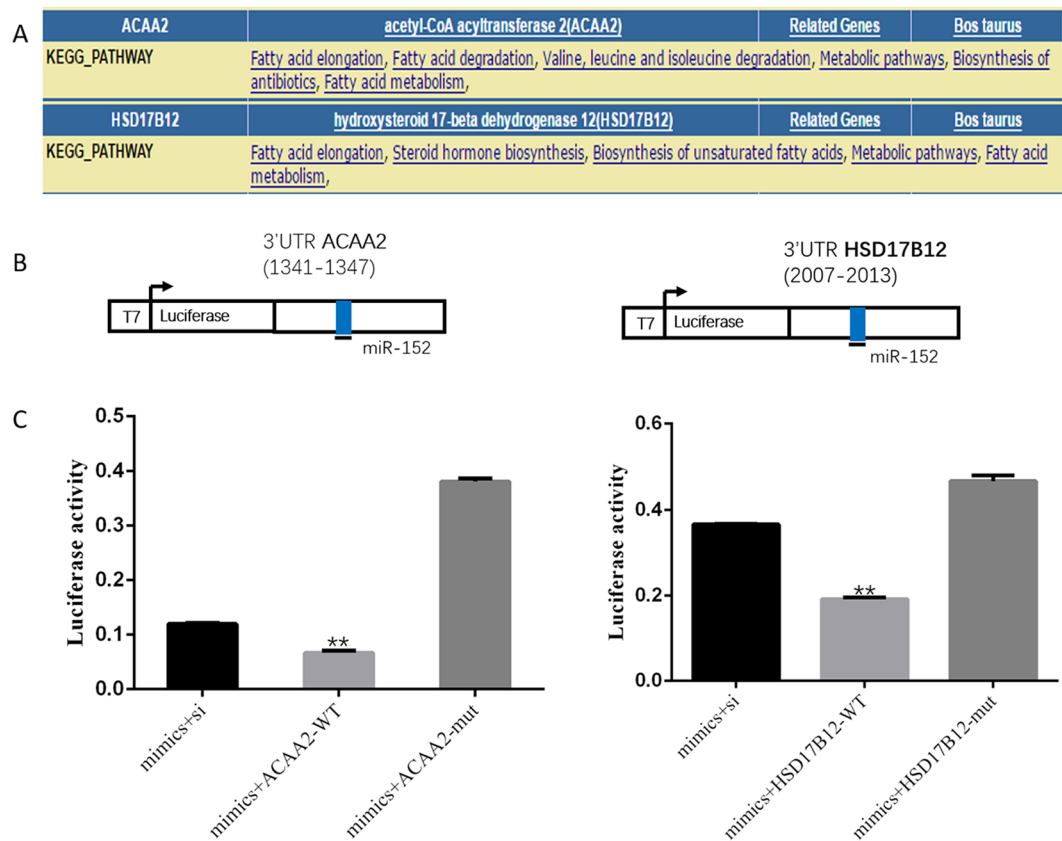 A
ACAA2 acetyl-CoA acyltransferase 2(ACAA2) Related Genes Bos taurus
KEGG_PATHWAY Fatty acid elongation, Fatty acid degradation, Valine, leucine and isoleucine degradation, Metabolic pathways, Biosynthesis of
antibiotics, Fatty acid metabolism,
HSD17B12 hydroxysteroid 17-beta dehydrogenase 12(HSD17B12) Related Genes Bos taurus
KEGG_PATHWAY Fatty acid elongation, Steroid hormone biosynthesis, Biosynthesis of unsaturated fatty acids, Metabolic pathways, Fatty acid
metabolism,
B
3'UTR ACAA2
(1341-1347)
T7 Luciferase
miR-152
3'UTR HSD17B12
(2007-2013)
T7 Luciferase
miR-152
C
Luciferase activity
0.5
0.4
0.3
0.2
0.1
0.0
**
mimics+si
mimics+ACAA2-WT
mimics+ACAA2-mut
Luciferase activity
0.6
0.4
0.2
0.0
**
mimics+si
mimics+HSD17B12-WT
mimics+HSD17B12-mut